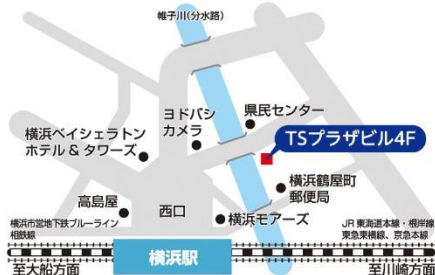 帷子川(分水路)
ヨドバシ
カメラ
県民センター
TSプラザビル4F
横浜ベイシェラトン
ホテル & タワーズ
横浜鶴屋町
郵便局
高島屋
西口
横浜モアーズ
横浜市営地下鉄ブルーライン
相鉄線
JR 東海道本線・根岸線
東急東横線、京急本線
横浜駅
至大船方面
至川崎方面